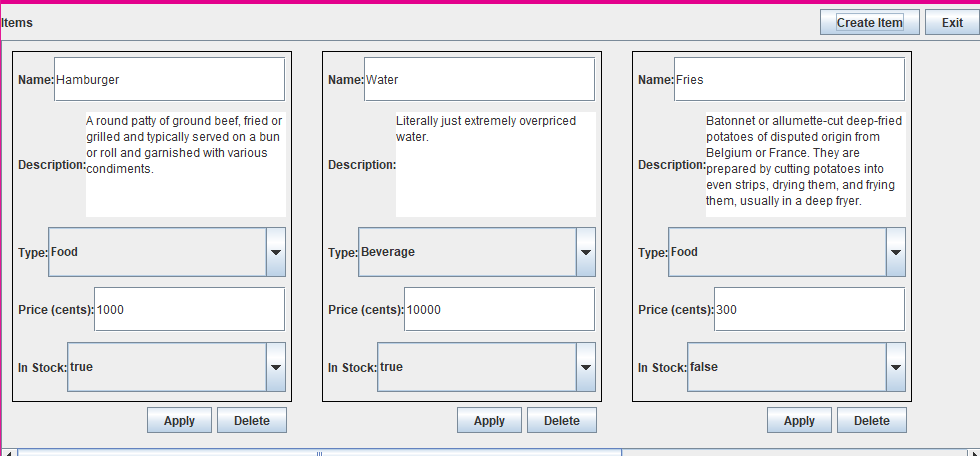 Items
Create Item
Exit
Name:
Hamburger
Description:
A round patty of ground beef, fried or
grilled and typically served on a bun
or roll and garnished with various
condiments.
Type:
Food
Price (cents):
1000
In Stock:
true
Apply
Delete
Name:
Water
Description:
Literally just extremely overpriced
water.
Type:
Beverage
Price (cents):
10000
In Stock:
true
Apply
Delete
Name:
Fries
Description:
Batonnet or allumette-cut deep-fried
potatoes of disputed origin from
Belgium or France. They are
prepared by cutting potatoes into
even strips, drying them, and frying
them, usually in a deep fryer.
Type:
Food
Price (cents):
300
In Stock:
false
Apply
Delete